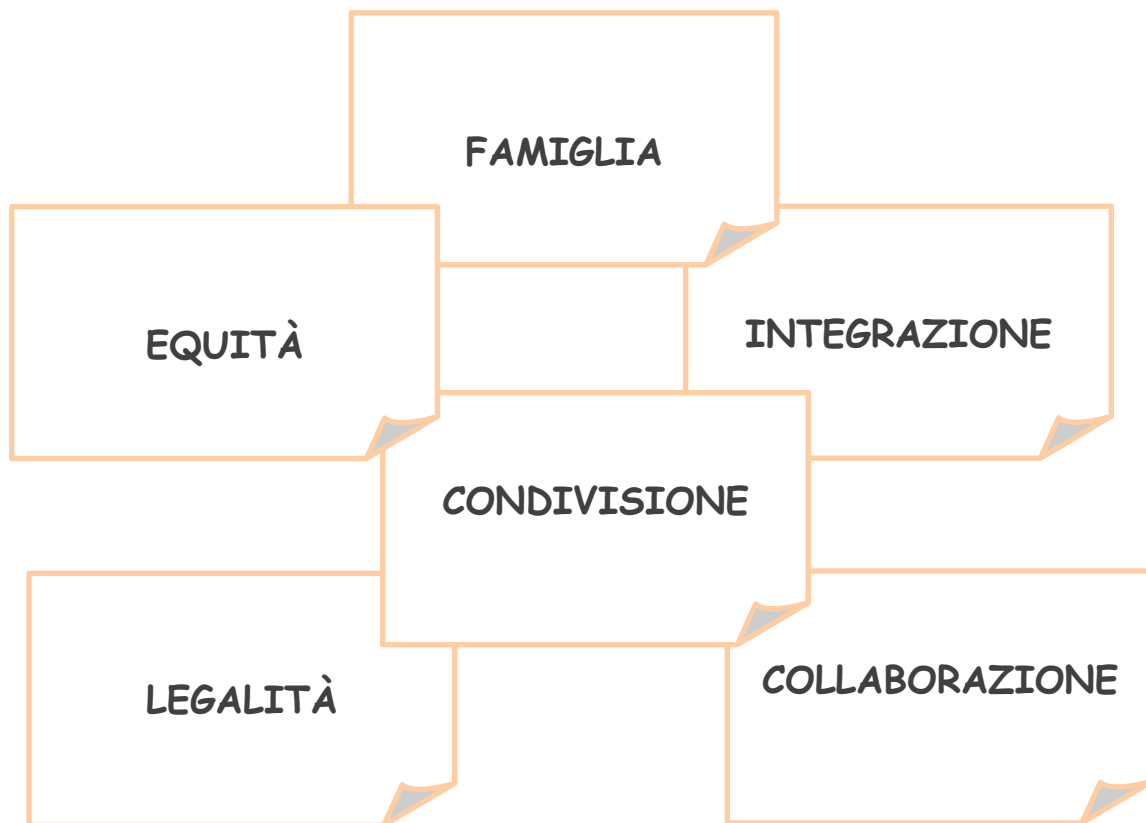 FAMIGLIA
EQUITÀ
INTEGRAZIONE
CONDIVISIONE
LEGALITÀ
COLLABORAZIONE